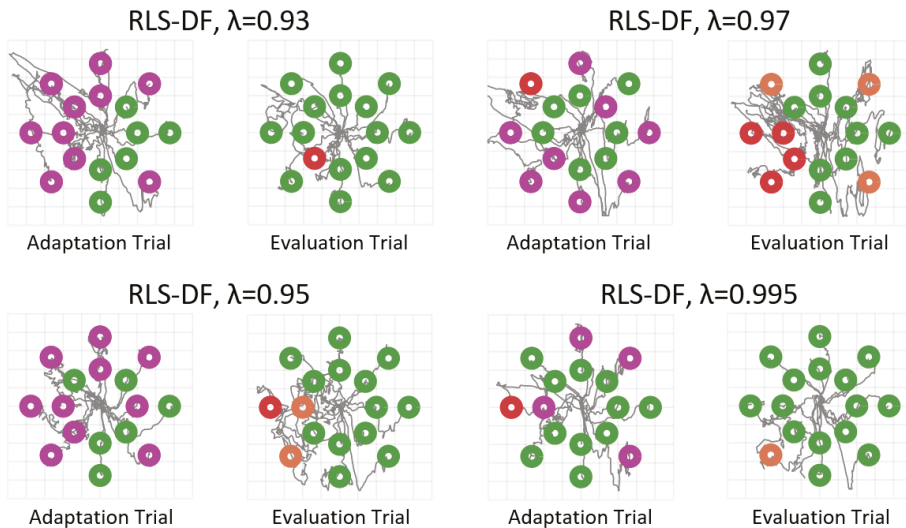 RLS-DF, λ=0.93
RLS-DF, λ=0.97
Adaptation Trial
Evaluation Trial
Adaptation Trial
Evaluation Trial
RLS-DF, λ=0.95
RLS-DF, λ=0.995
Adaptation Trial
Evaluation Trial
Adaptation Trial
Evaluation Trial